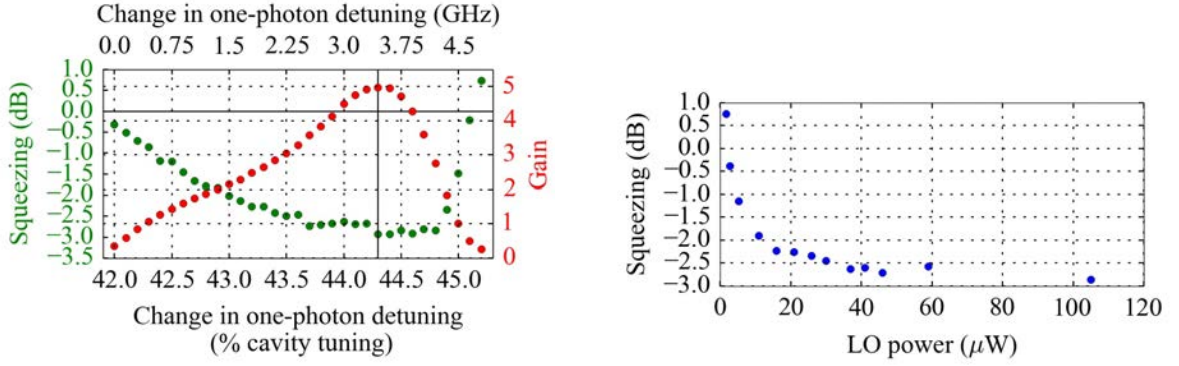 Change in one-photon detuning (GHz)
0.0 0.75 1.5 2.25 3.0 3.75 4.5
Squeezing (dB)
1.0
0.5
0.0
−0.5
−1.0
−1.5
−2.0
−2.5
−3.0
−3.5
5
4
3
2
1
0
Gain
42.0 42.5 43.0 43.5 44.0 44.5 45.0
Change in one-photon detuning
(% cavity tuning)
Squeezing (dB)
1.0
0.5
0.0
−0.5
−1.0
−1.5
−2.0
−2.5
−3.0
0 20 40 60 80 100 120
LO power (μW)